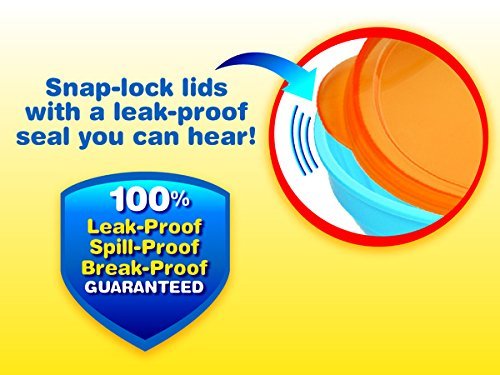 Snap-lock lids
with a leak-proof
seal you can hear!
100%
Leak-Proof
Spill-Proof
Break-Proof
GUARANTEED